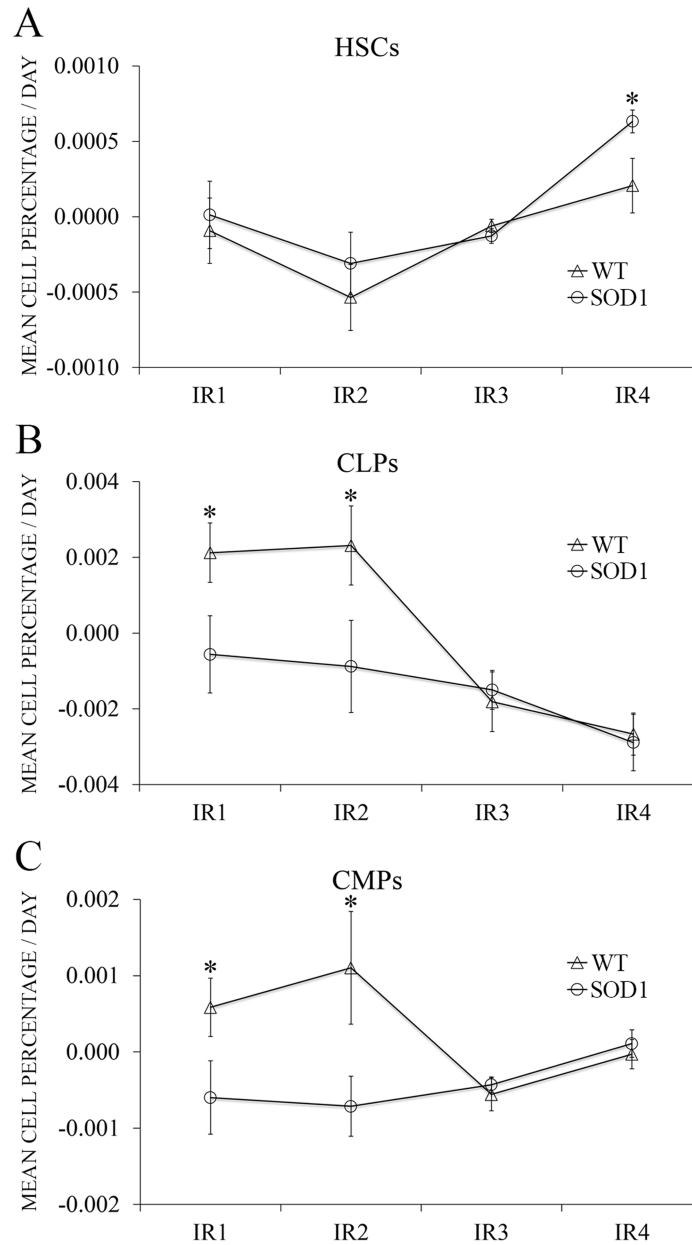 A
HSCs
MEAN CELL PERCENTAGE / DAY
0.0010
0.0005
0.0000
-0.0005
-0.0010
*
WT
SOD1
IR1 IR2 IR3 IR4
B
CLPs
MEAN CELL PERCENTAGE / DAY
0.004
0.002
0.000
-0.002
-0.004
* *
WT
SOD1
IR1 IR2 IR3 IR4
C
CMPs
MEAN CELL PERCENTAGE / DAY
0.002
0.001
0.000
-0.001
-0.002
* *
WT
SOD1
IR1 IR2 IR3 IR4